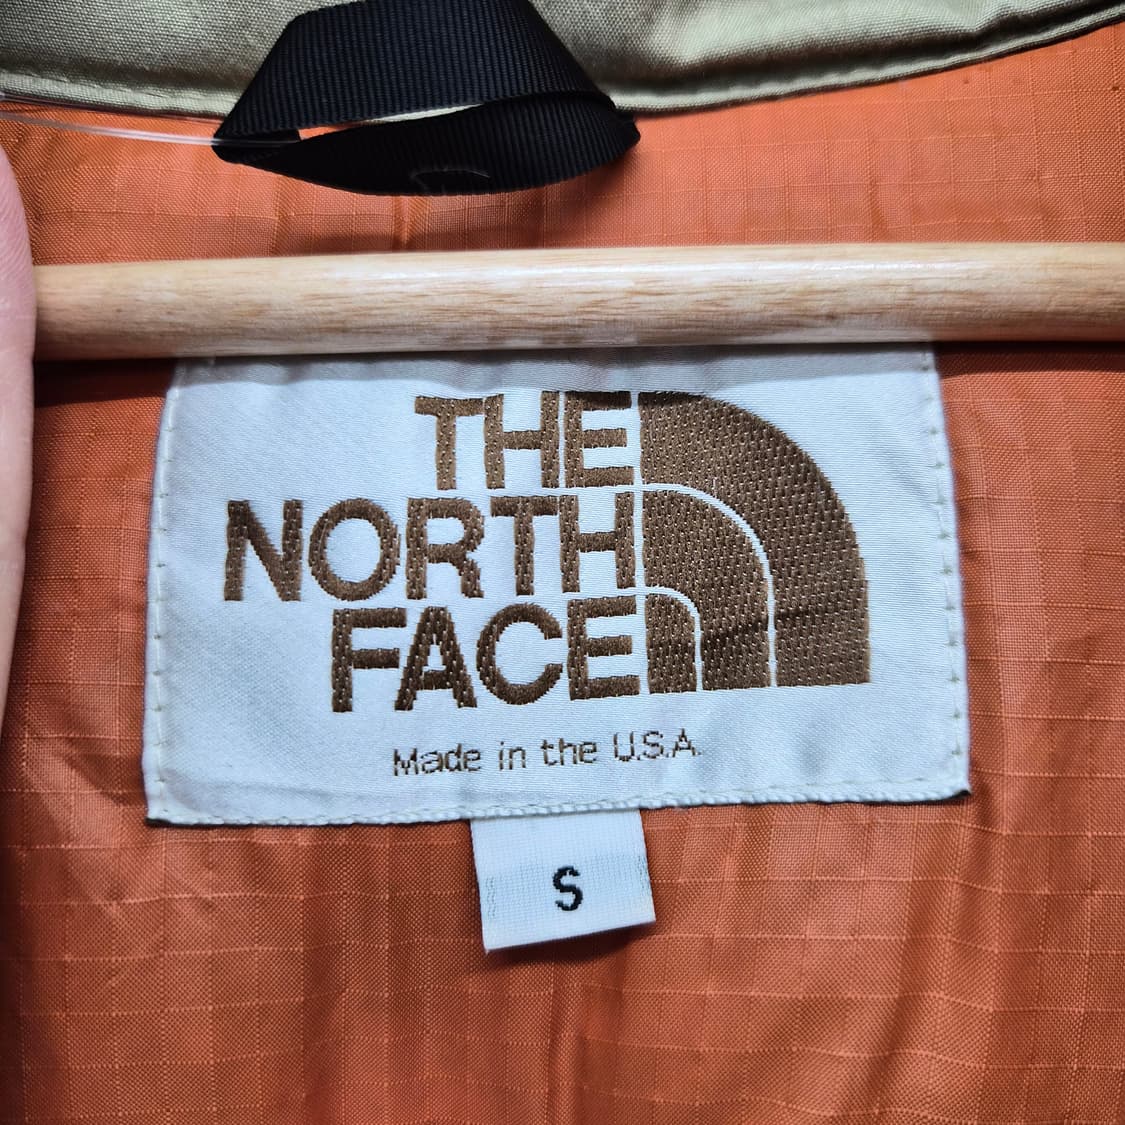 THE
NORTH
FACE
Made in the U.S.A.
S